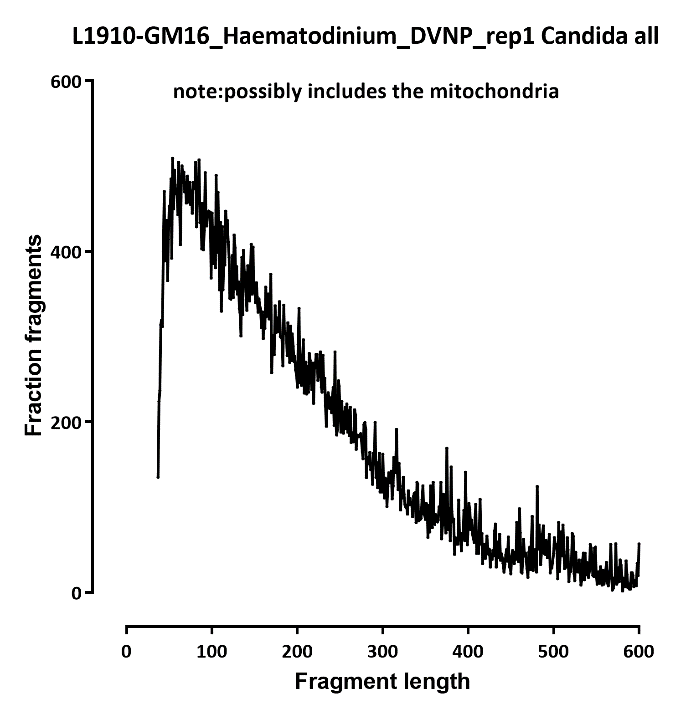 L1910-GM16_Haematodinium_DVNP_rep1 Candida all
note:possibly includes the mitochondria
600
400
200
0
Fraction fragments
0 100 200 300 400 500 600
Fragment length